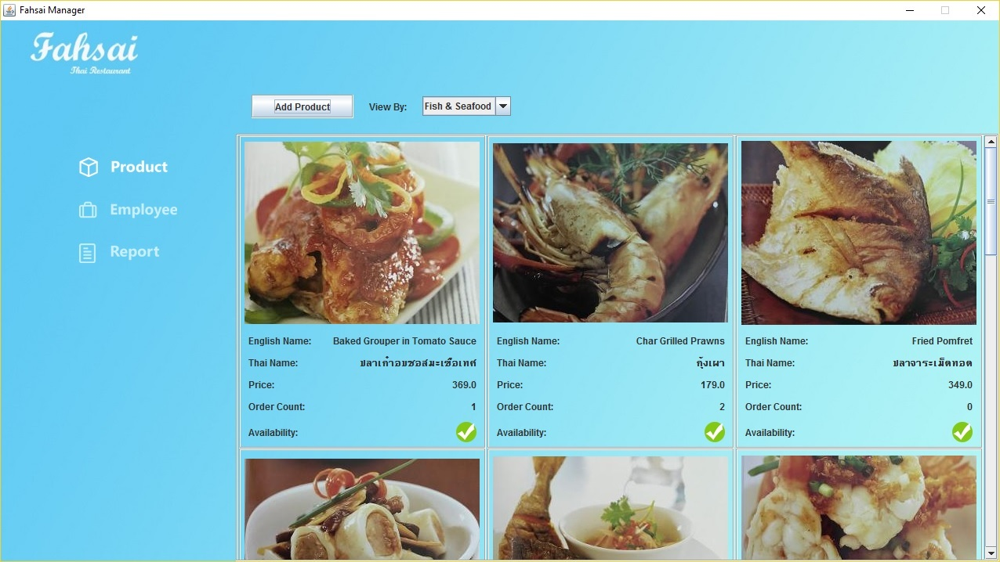 Fahsai Manager
Fahsai
Thai Restaurant
Add Product
View By:
Fish & Seafood
Product
Employee
Report
English Name: Baked Grouper in Tomato Sauce
Thai Name: ปลาเก๋าอบซอสมะเขือเทศ
Price: 369.0
Order Count: 1
Availability:
English Name: Char Grilled Prawns
Thai Name: กุ้งเผา
Price: 179.0
Order Count: 2
Availability:
English Name: Fried Pomfret
Thai Name: ปลาจาระเม็ดทอด
Price: 349.0
Order Count: 0
Availability: